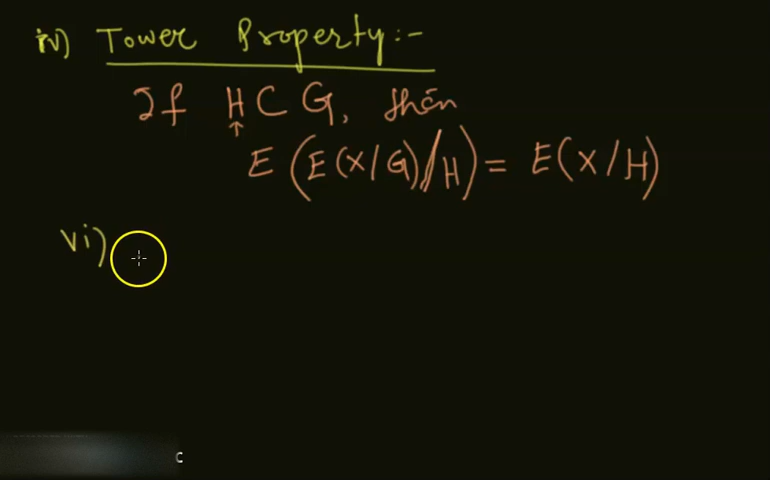 iv) Tower Property:-
If H ⊂ G, then
E(E(X/G)/H) = E(X/H)
vi)
c